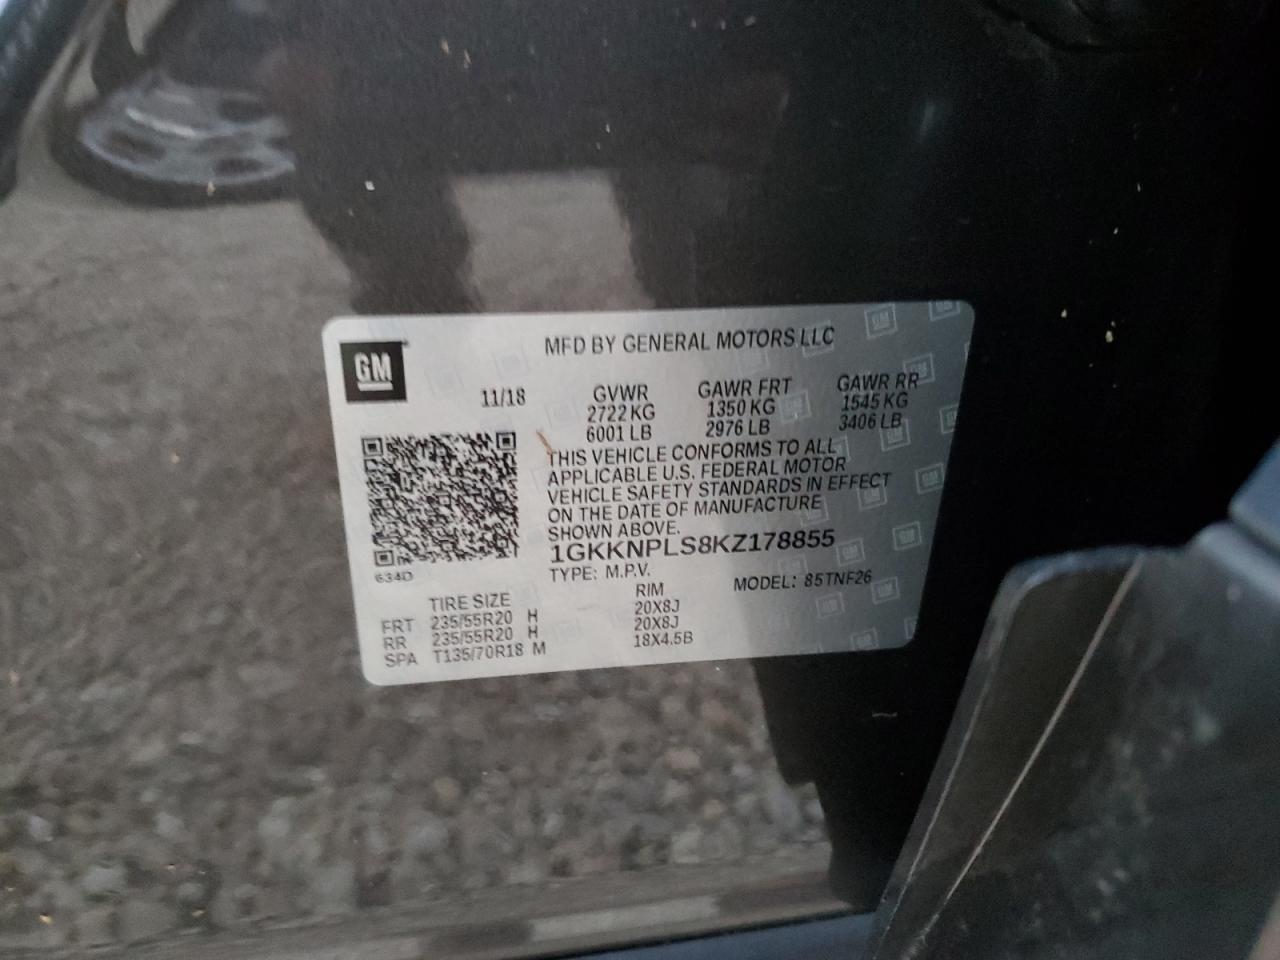 MFD BY GENERAL MOTORS LLC
GM
11/18
GVWR GAWR FRT GAWR RR
2722 KG 1350 KG 1545 KG
6001 LB 2976 LB 3406 LB
THIS VEHICLE CONFORMS TO ALL
APPLICABLE U.S. FEDERAL MOTOR
VEHICLE SAFETY STANDARDS IN EFFECT
ON THE DATE OF MANUFACTURE
SHOWN ABOVE.
1GKKNPLS8KZ178855
634D
TYPE: M.P.V. MODEL: 85TNF26
TIRE SIZE RIM
FRT 235/55R20 H 20X8J
RR 235/55R20 H 20X8J
SPA T135/70R18 M 18X4.5B